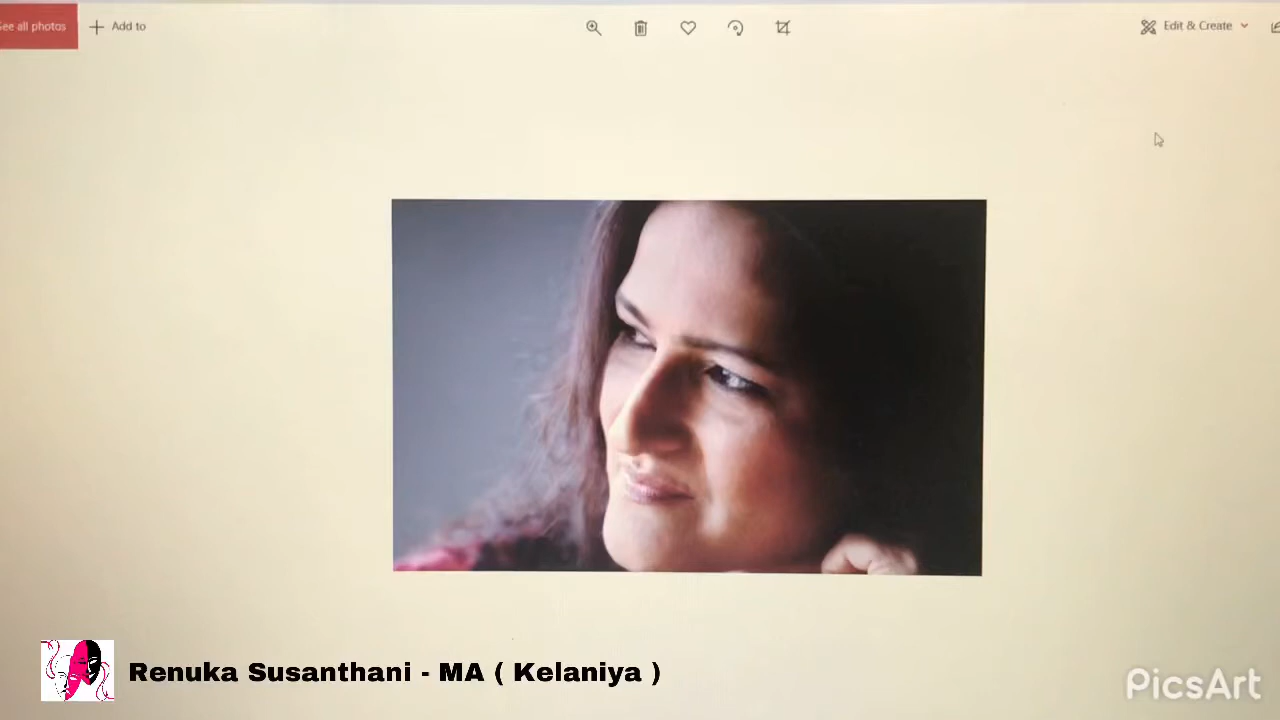 See all photos
Add to
Edit & Create
Renuka Susanthani - MA ( Kelaniya )
PicsArt